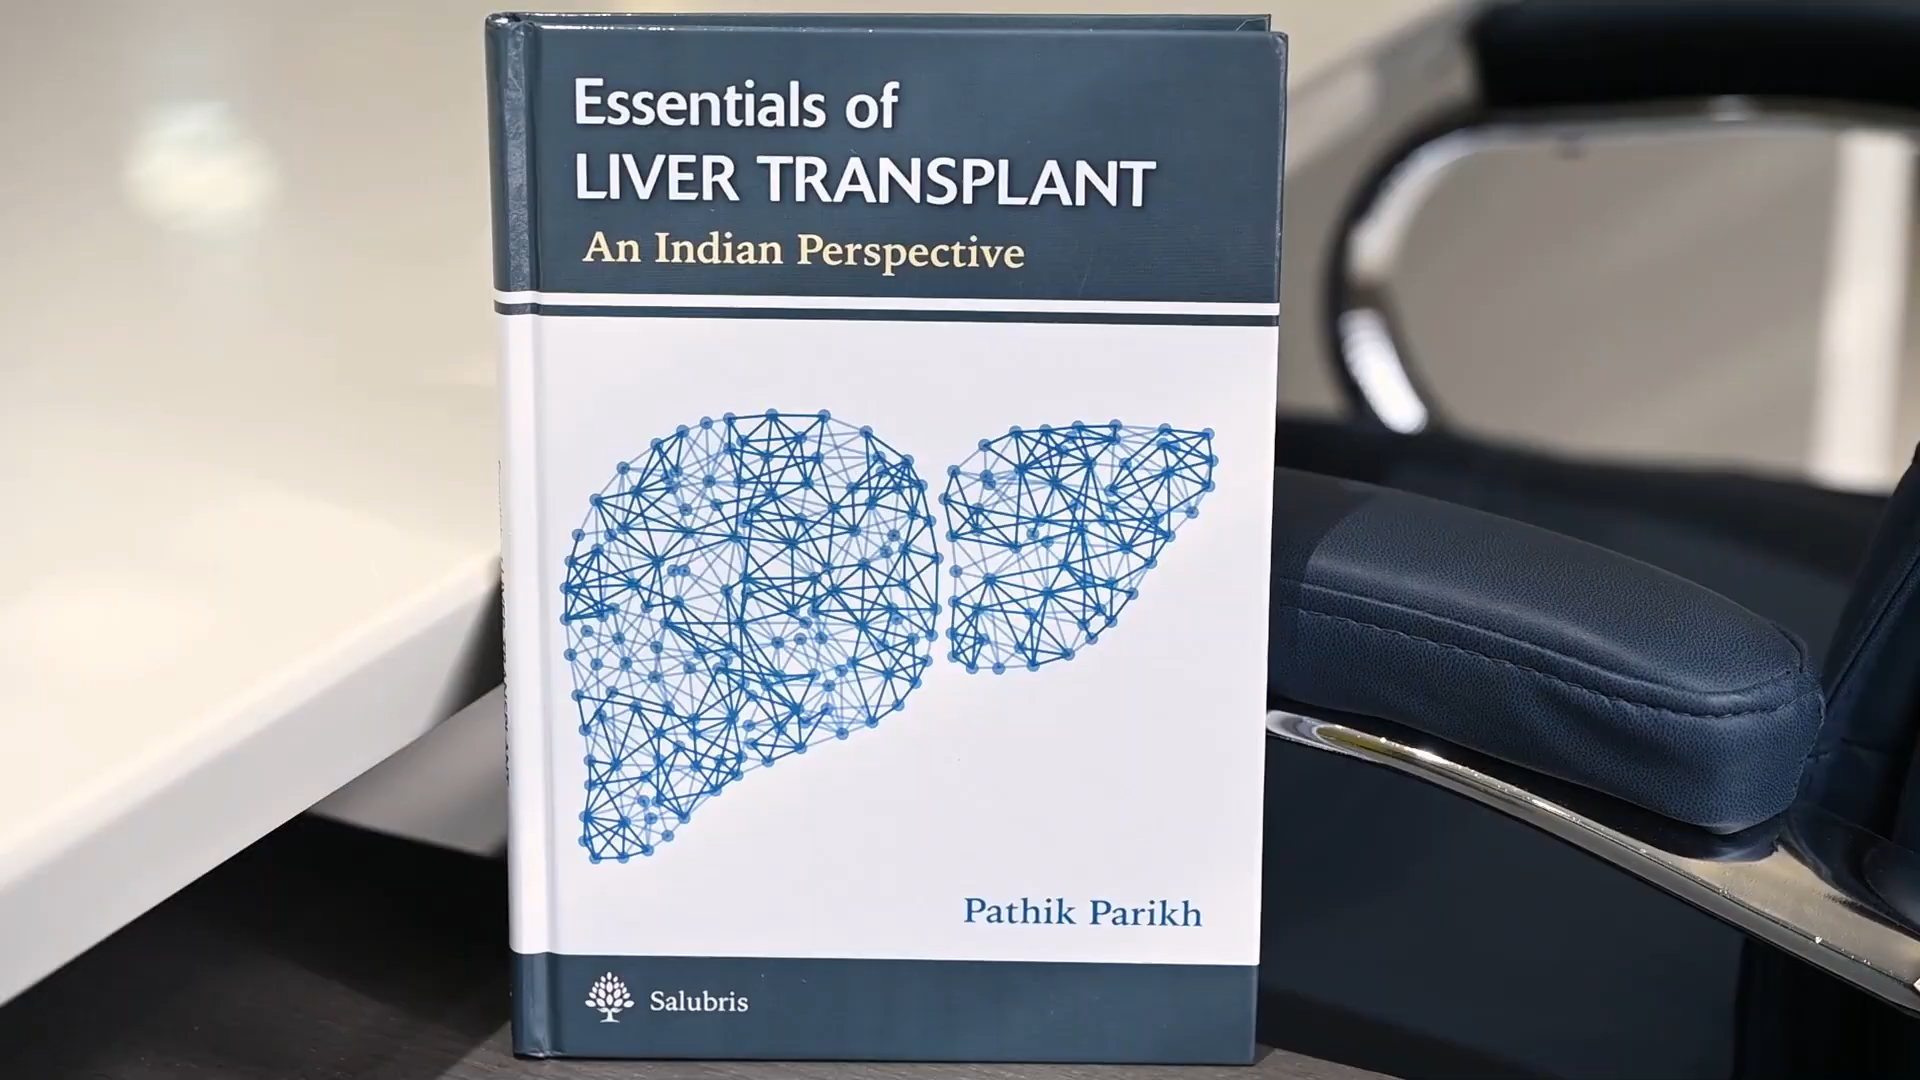 Essentials of
LIVER TRANSPLANT
An Indian Perspective
Pathik Parikh
Salubris